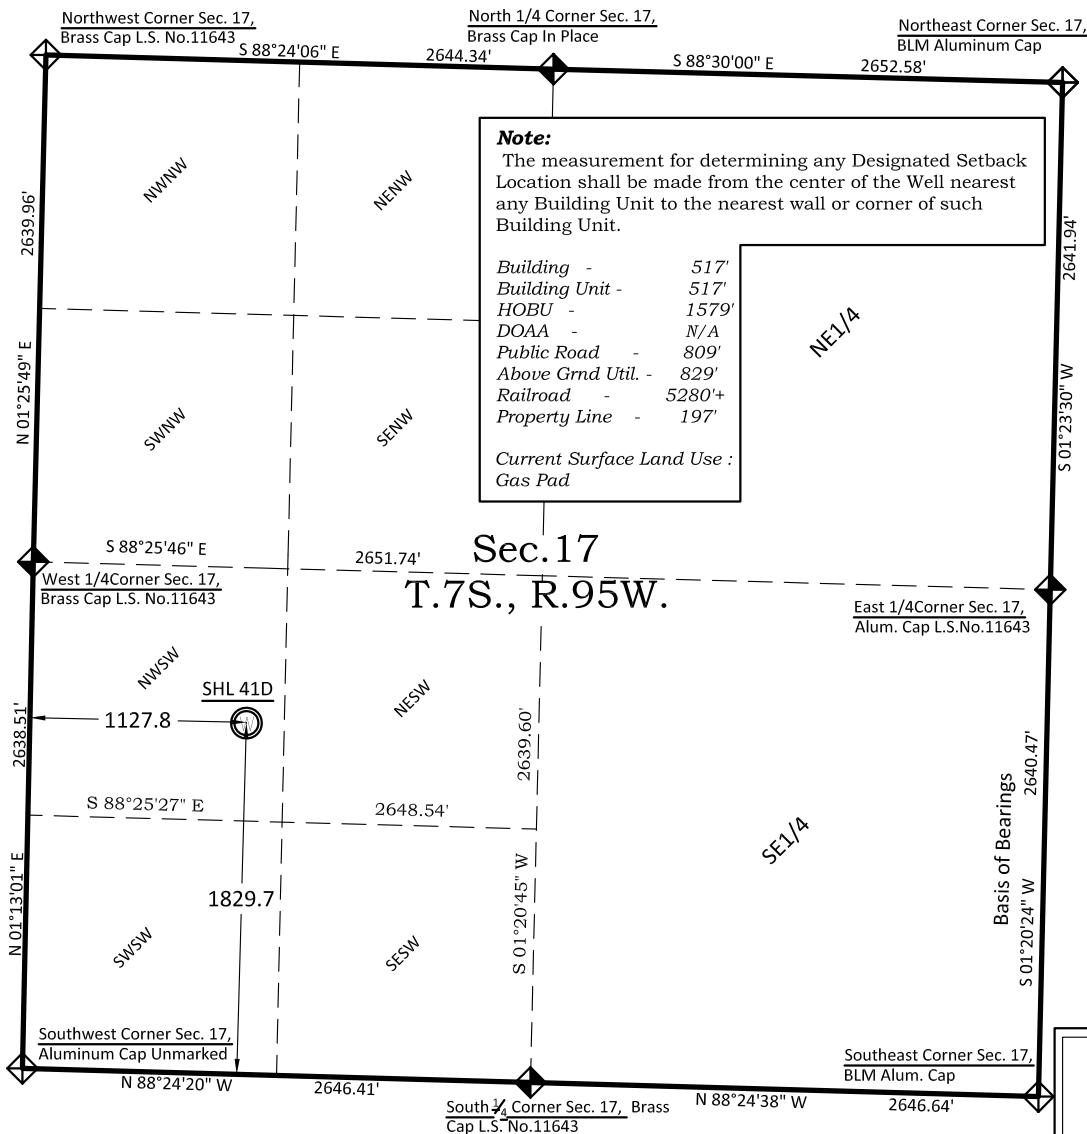 Northwest Corner Sec. 17,
Brass Cap L.S. No.11643
North 1/4 Corner Sec. 17,
Brass Cap In Place
Northeast Corner Sec. 17,
BLM Aluminum Cap
S 88°24'06" E
2644.34'
S 88°30'00" E
2652.58'
Note:
The measurement for determining any Designated Setback
Location shall be made from the center of the Well nearest
any Building Unit to the nearest wall or corner of such
Building Unit.
Building - 517'
Building Unit - 517'
HOBU - 1579'
DOAA - N/A
Public Road - 809'
Above Grnd Util. - 829'
Railroad - 5280'+
Property Line - 197'
Current Surface Land Use :
Gas Pad
NW/NW
NENW
2639.96'
2641.94'
NE1/4
N 01°25'49" E
SW/NW
SENW
S 01°23'30" W
S 88°25'46" E
2651.74'
Sec.17
T.7S., R.95W.
West 1/4Corner Sec. 17,
Brass Cap L.S. No.11643
East 1/4Corner Sec. 17,
Alum. Cap L.S.No.11643
NWSW
SHL 41D
NESW
1127.8
2638.51'
2639.60'
2640.47'
S 88°25'27" E
2648.54'
SE1/4
Basis of Bearings
1829.7
N 01°13'01" E
S 01°20'45" W
S 01°20'24" W
SWSW
SESW
Southwest Corner Sec. 17,
Aluminum Cap Unmarked
Southeast Corner Sec. 17,
BLM Alum. Cap
N 88°24'20" W
2646.41'
N 88°24'38" W
2646.64'
South 1/4 Corner Sec. 17, Brass
Cap L.S. No.11643